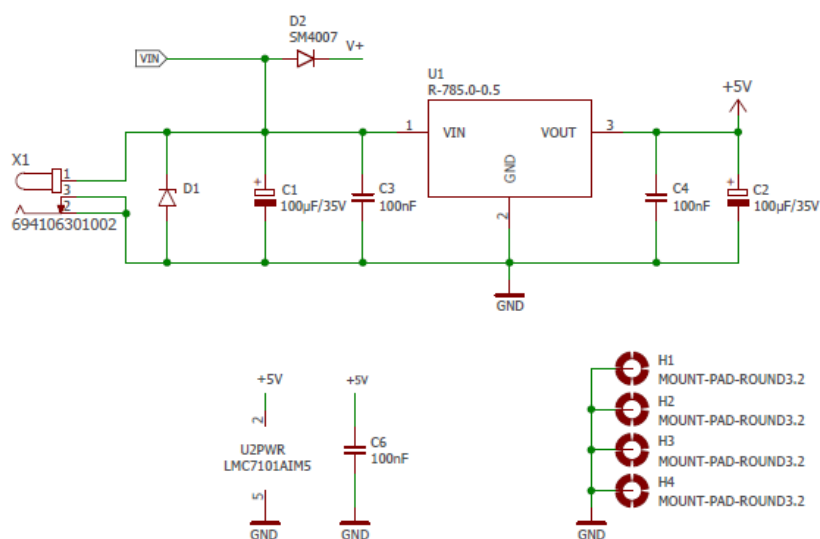 D2
SM4007
VIN
V+
U1
R-785.0-0.5
+5V
1
VIN
VOUT
3
GND
2
X1
1
3
2
694106301002
D1
+
C1
100µF/35V
C3
100nF
C4
100nF
+
C2
100µF/35V
GND
+5V
2
U2PWR
LMC7101AIM5
5
GND
+5V
C6
100nF
GND
H1
MOUNT-PAD-ROUND3.2
H2
MOUNT-PAD-ROUND3.2
H3
MOUNT-PAD-ROUND3.2
H4
MOUNT-PAD-ROUND3.2
GND